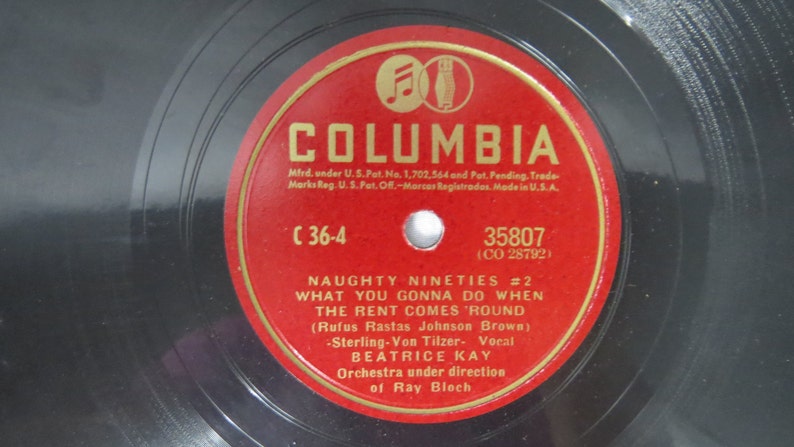 COLUMBIA
Mfrd. under U.S. Pat. No. 1,702,564 and Pat. Pending. Trade-
Marks Reg. U.S. Pat. Off.—Marcas Registradas. Made in U.S.A.
C 36-4 35807
(CO 28792)
NAUGHTY NINETIES #2
WHAT YOU GONNA DO WHEN
THE RENT COMES 'ROUND
(Rufus Rastas Johnson Brown)
-Sterling-Von Tilzer- Vocal
BEATRICE KAY
Orchestra under direction
of Ray Bloch